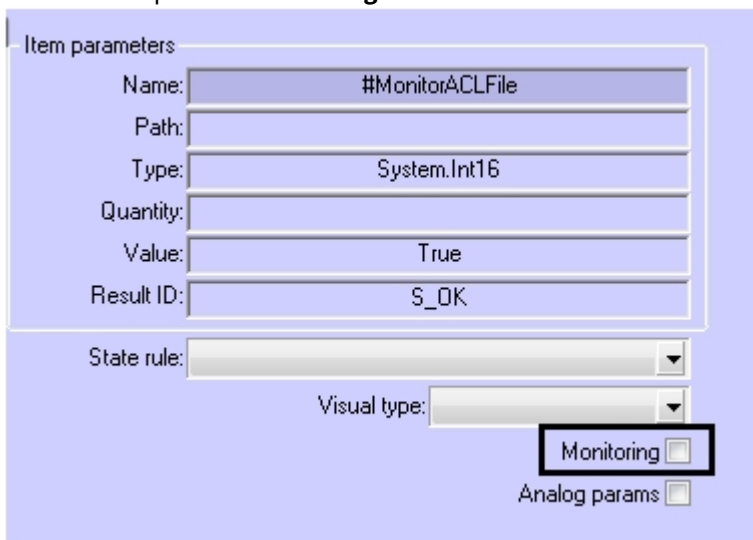 Item parameters
Name: #MonitorACLFile
Path:
Type: System.Int16
Quantity:
Value: True
Result ID: S_OK
State rule:
Visual type:
Monitoring
Analog params